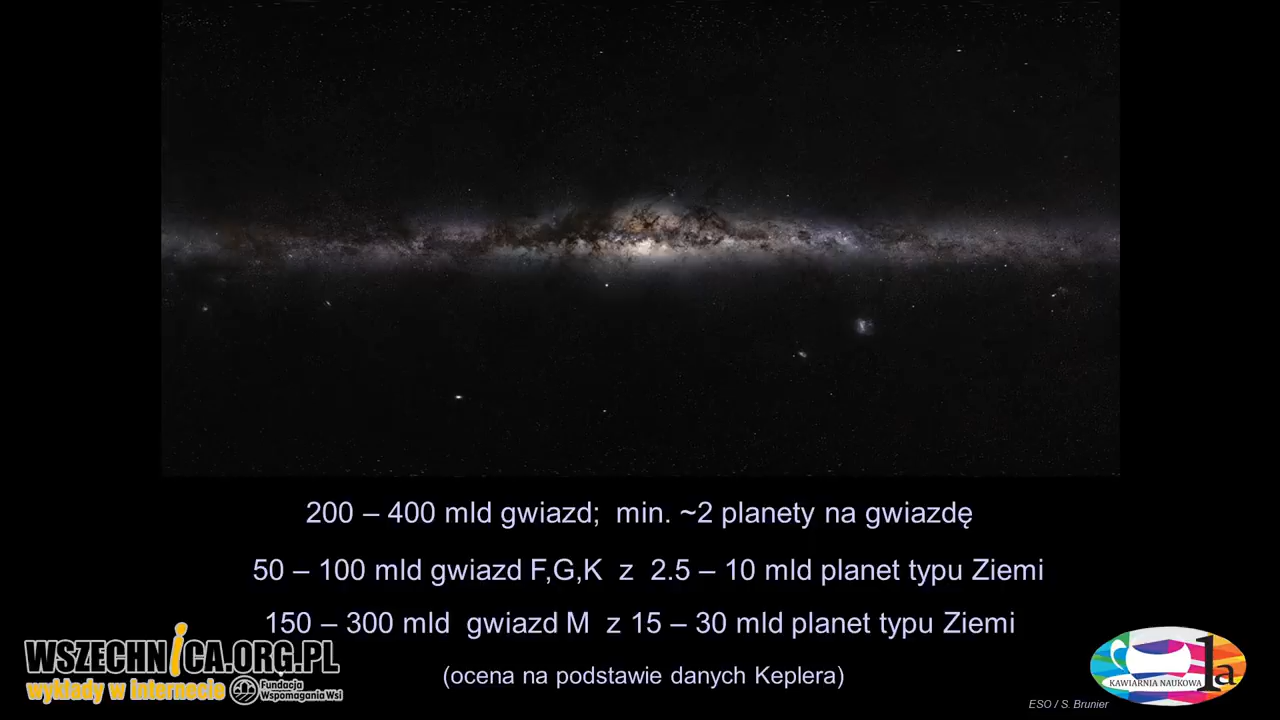 200 – 400 mld gwiazd; min. ~2 planety na gwiazdę
50 – 100 mld gwiazd F,G,K z 2.5 – 10 mld planet typu Ziemi
150 – 300 mld gwiazd M z 15 – 30 mld planet typu Ziemi
(ocena na podstawie danych Keplera)
WSZECHNiCA.ORG.PL
wykłady w internecie
Fundacja
Wspomagania Wsi
KAWIARNIA NAUKOWA 1a
ESO / S. Brunier